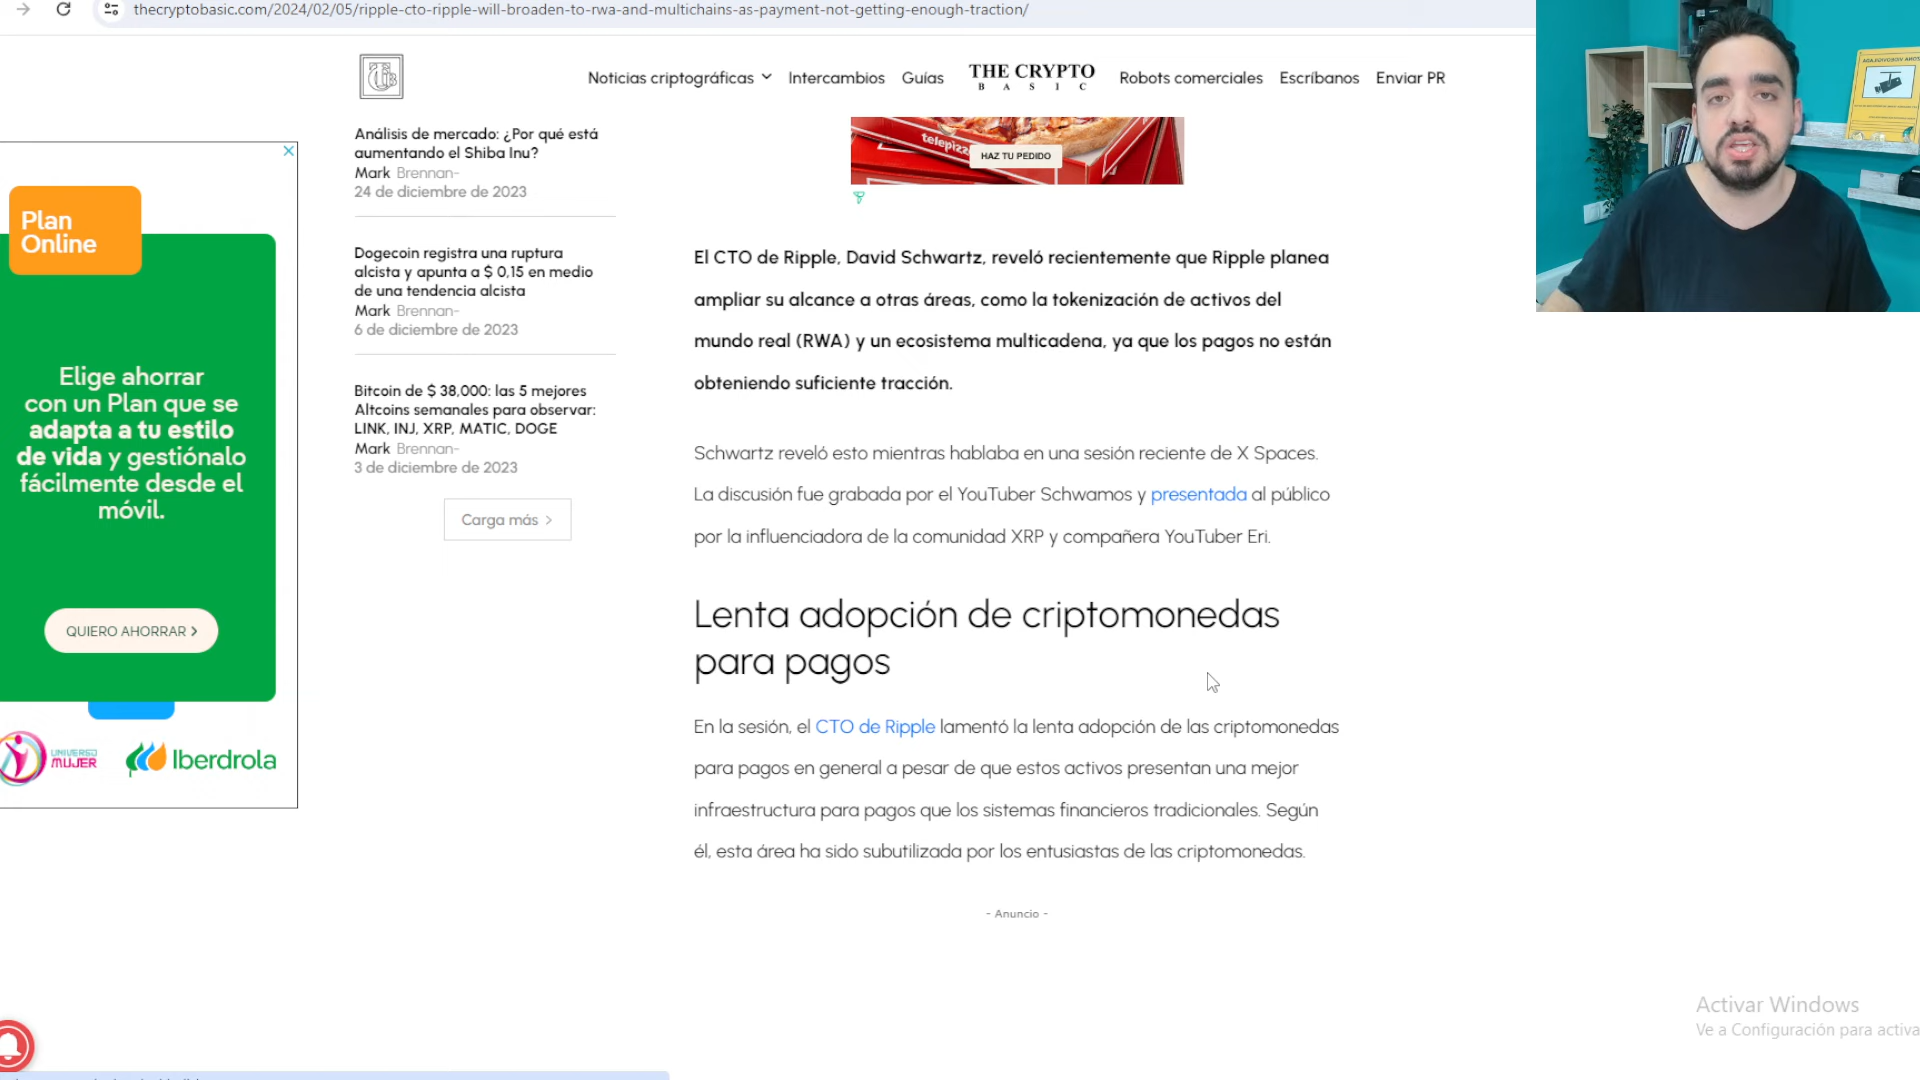 thecryptobasic.com/2024/02/05/ripple-cto-ripple-will-broaden-to-rwa-and-multichains-as-payment-not-getting-enough-traction/
Noticias criptográficas
Intercambios
Guías
THE CRYPTO
BASIC
Robots comerciales
Escríbanos
Enviar PR
Análisis de mercado: ¿Por qué está
aumentando el Shiba Inu?
Mark Brennan-
24 de diciembre de 2023
Dogecoin registra una ruptura
alcista y apunta a $ 0,15 en medio
de una tendencia alcista
Mark Brennan-
6 de diciembre de 2023
Bitcoin de $ 38,000: las 5 mejores
Altcoins semanales para observar:
LINK, INJ, XRP, MATIC, DOGE
Mark Brennan-
3 de diciembre de 2023
Carga más >
Plan
Online
Elige ahorrar
con un Plan que se
adapta a tu estilo
de vida y gestiónalo
fácilmente desde el
móvil.
QUIERO AHORRAR >
UNIVERSO
MUJER
Iberdrola
HAZ TU PEDIDO
El CTO de Ripple, David Schwartz, reveló recientemente que Ripple planea
ampliar su alcance a otras áreas, como la tokenización de activos del
mundo real (RWA) y un ecosistema multicadena, ya que los pagos no están
obteniendo suficiente tracción.
Schwartz reveló esto mientras hablaba en una sesión reciente de X Spaces.
La discusión fue grabada por el YouTuber Schwamos y presentada al público
por la influenciadora de la comunidad XRP y compañera YouTuber Eri.
Lenta adopción de criptomonedas
para pagos
En la sesión, el CTO de Ripple lamentó la lenta adopción de las criptomonedas
para pagos en general a pesar de que estos activos presentan una mejor
infraestructura para pagos que los sistemas financieros tradicionales. Según
él, esta área ha sido subutilizada por los entusiastas de las criptomonedas.
- Anuncio -
Activar Windows
Ve a Configuración para activa